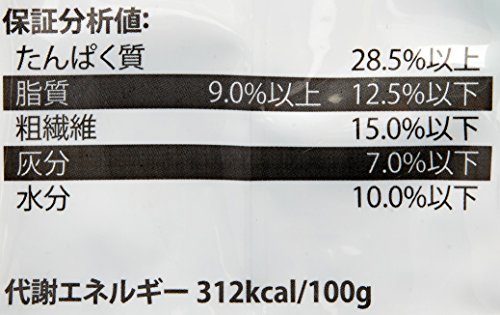 保証分析値:
たんぱく質 28.5%以上
脂質 9.0%以上 12.5%以下
粗繊維 15.0%以下
灰分 7.0%以下
水分 10.0%以下
代謝エネルギー 312kcal/100g